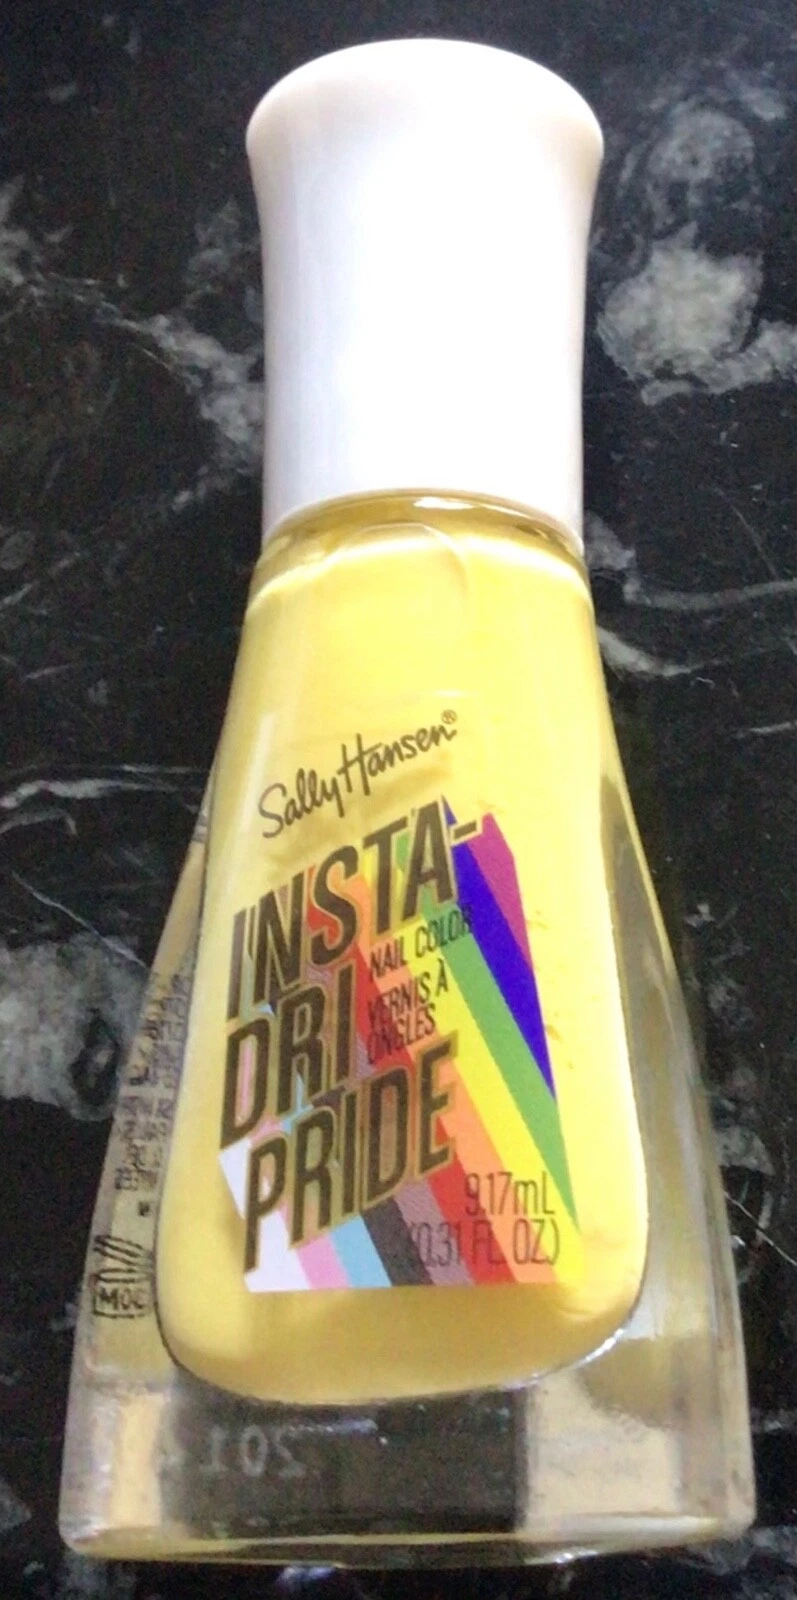 Sally Hansen®
INSTA-
DRI
NAIL COLOR
VERNIS À
ONGLES
PRIDE
9.17mL
(0.31 FL. OZ.)